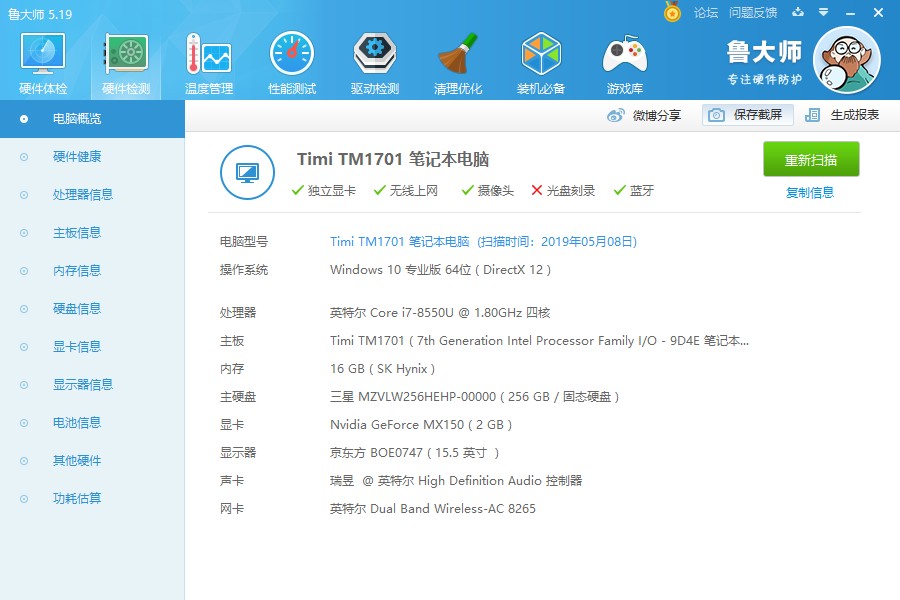 鲁大师 5.19
论坛 问题反馈
硬件体检 硬件检测 温度管理 性能测试 驱动检测 清理优化 装机必备 游戏库
鲁大师
专注硬件防护
微博分享 保存截屏 生成报表
电脑概览
硬件健康
处理器信息
主板信息
内存信息
硬盘信息
显卡信息
显示器信息
电池信息
其他硬件
功耗估算
Timi TM1701 笔记本电脑
重新扫描
独立显卡 无线上网 摄像头 光盘刻录 蓝牙
复制信息
电脑型号 Timi TM1701 笔记本电脑 (扫描时间：2019年05月08日)
操作系统 Windows 10 专业版 64位 ( DirectX 12 )
处理器 英特尔 Core i7-8550U @ 1.80GHz 四核
主板 Timi TM1701 ( 7th Generation Intel Processor Family I/O - 9D4E 笔记本...
内存 16 GB ( SK Hynix )
主硬盘 三星 MZVLW256HEHP-00000 ( 256 GB / 固态硬盘 )
显卡 Nvidia GeForce MX150 ( 2 GB )
显示器 京东方 BOE0747 ( 15.5 英寸 )
声卡 瑞昱 @ 英特尔 High Definition Audio 控制器
网卡 英特尔 Dual Band Wireless-AC 8265